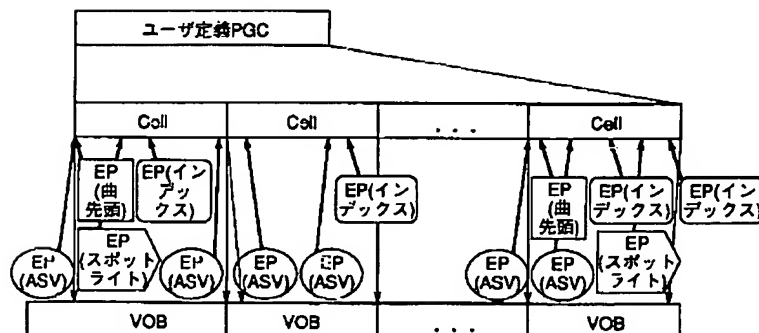 ユーザ定義PGC
Cell
Cell
. . .
Cell
EP
(曲
先頭)
EP(イン
デッ
クス)
EP(イン
デックス)
EP
(曲
先頭)
EP(イン
デックス)
EP(イン
デックス)
EP
(ASV)
EP
(スポット
ライト)
EP
(ASV)
EP
(ASV)
EP
(ASV)
EP
(ASV)
EP
(ASV)
EP
(スポット
ライト)
VOB
VOB
. . .
VOB